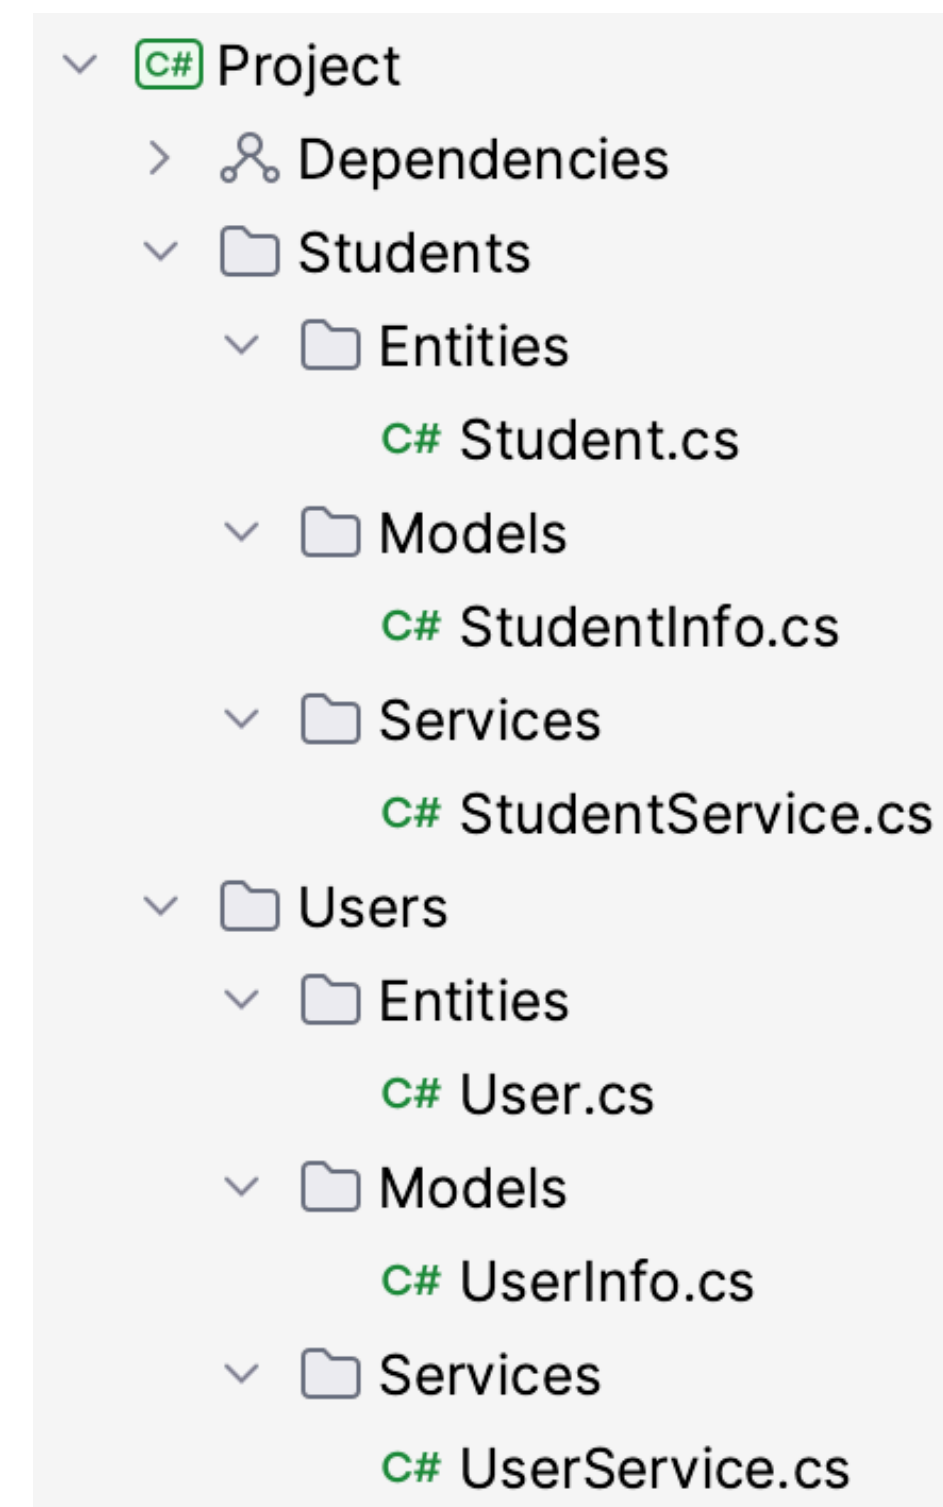 C# Project
Dependencies
Students
Entities
C# Student.cs
Models
C# StudentInfo.cs
Services
C# StudentService.cs
Users
Entities
C# User.cs
Models
C# UserInfo.cs
Services
C# UserService.cs